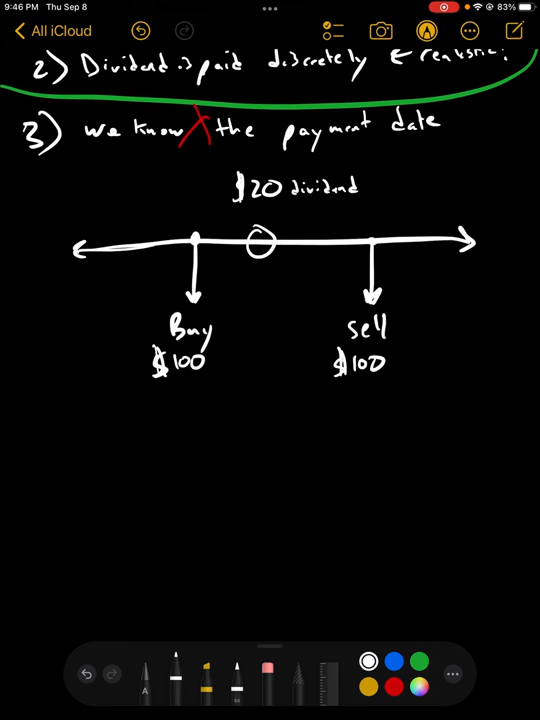 9:46 PM Thu Sep 8
83%
All iCloud
2) Dividend is paid discretely ← realistic.
3) we know X the payment date
$20 dividend
Buy
$100
Sell
$100
A